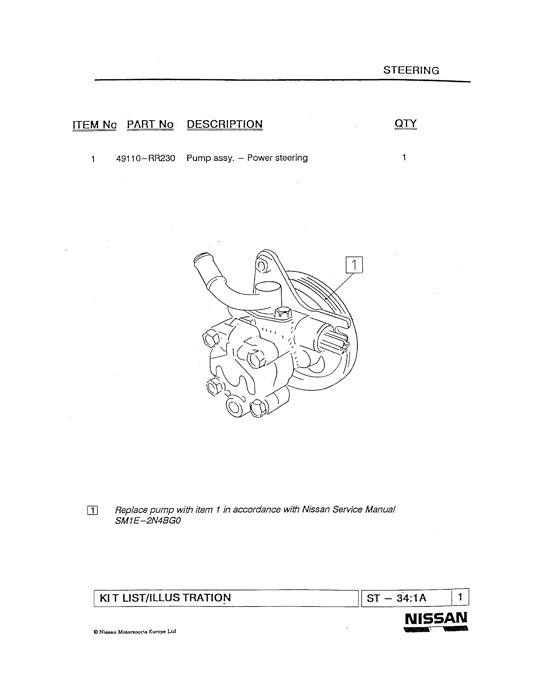 STEERING
ITEM No PART No DESCRIPTION QTY
1 49110-RR230 Pump assy. - Power steering 1
1
1 Replace pump with item 1 in accordance with Nissan Service Manual
SM1E-2N4BG0
KIT LIST/ILLUSTRATION ST - 34:1A 1
NISSAN
© Nissan Motorsports Europe Ltd